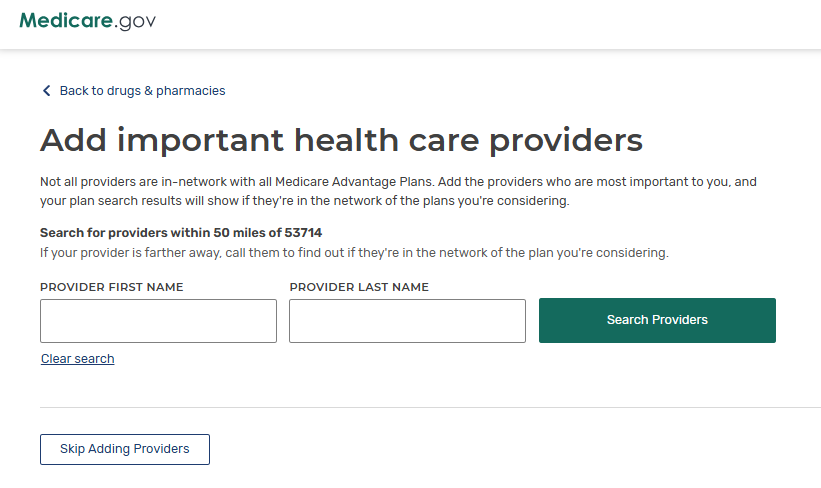 Medicare.gov
Back to drugs & pharmacies
Add important health care providers
Not all providers are in-network with all Medicare Advantage Plans. Add the providers who are most important to you, and
your plan search results will show if they're in the network of the plans you're considering.
Search for providers within 50 miles of 53714
If your provider is farther away, call them to find out if they're in the network of the plan you're considering.
PROVIDER FIRST NAME PROVIDER LAST NAME
Search Providers
Clear search
Skip Adding Providers